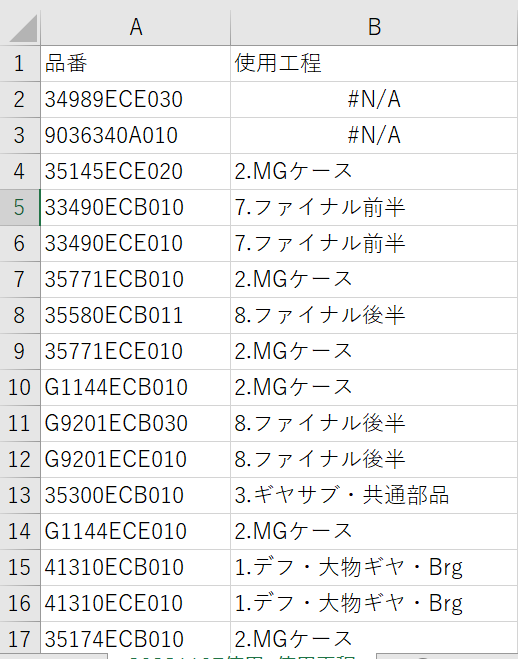 A B
1 品番 使用工程
2 34989ECE030 #N/A
3 9036340A010 #N/A
4 35145ECE020 2.MGケース
5 33490ECB010 7.ファイナル前半
6 33490ECE010 7.ファイナル前半
7 35771ECB010 2.MGケース
8 35580ECB011 8.ファイナル後半
9 35771ECE010 2.MGケース
10 G1144ECB010 2.MGケース
11 G9201ECB030 8.ファイナル後半
12 G9201ECE010 8.ファイナル後半
13 35300ECB010 3.ギヤサブ・共通部品
14 G1144ECE010 2.MGケース
15 41310ECB010 1.デフ・大物ギヤ・Brg
16 41310ECE010 1.デフ・大物ギヤ・Brg
17 35174ECB010 2.MGケース